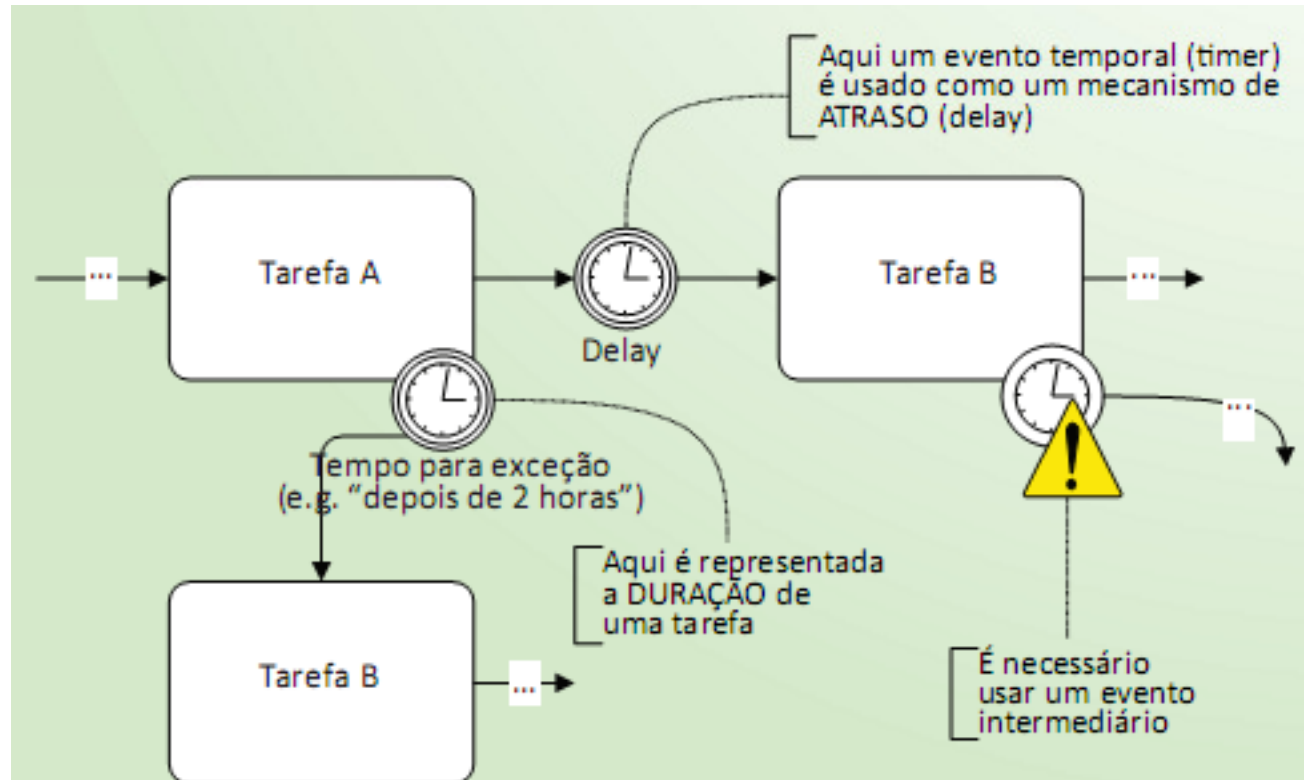 Aqui um evento temporal (timer)
é usado como um mecanismo de
ATRASO (delay)
...
Tarefa A
Delay
Tarefa B
...
...
Tempo para exceção
(e.g. “depois de 2 horas”)
Aqui é representada
a DURAÇÃO de
uma tarefa
Tarefa B
...
É necessário
usar um evento
intermediário